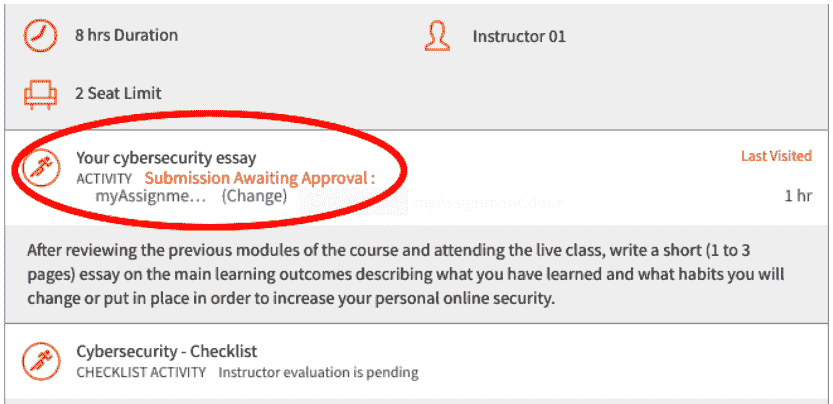 8 hrs Duration
Instructor 01
2 Seat Limit
Your cybersecurity essay
Last Visited
ACTIVITY Submission Awaiting Approval :
myAssignme... (Change)
1 hr
After reviewing the previous modules of the course and attending the live class, write a short (1 to 3
pages) essay on the main learning outcomes describing what you have learned and what habits you will
change or put in place in order to increase your personal online security.
Cybersecurity - Checklist
CHECKLIST ACTIVITY Instructor evaluation is pending